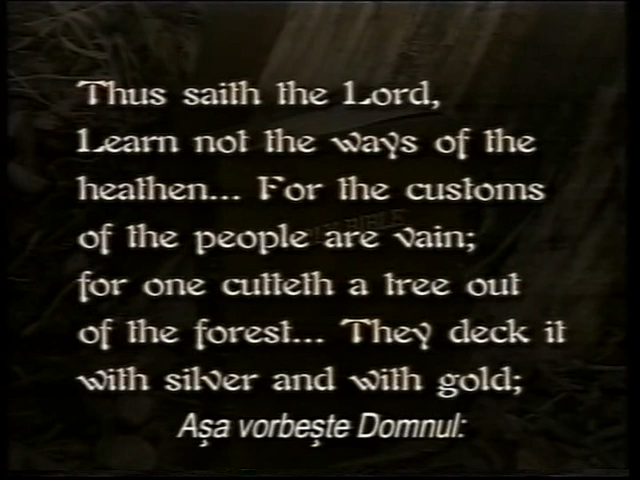 Thus saith the Lord,
Learn not the ways of the
heathen... For the customs
of the people are vain;
for one cutteth a tree out
of the forest... They deck it
with silver and with gold;
Așa vorbește Domnul: